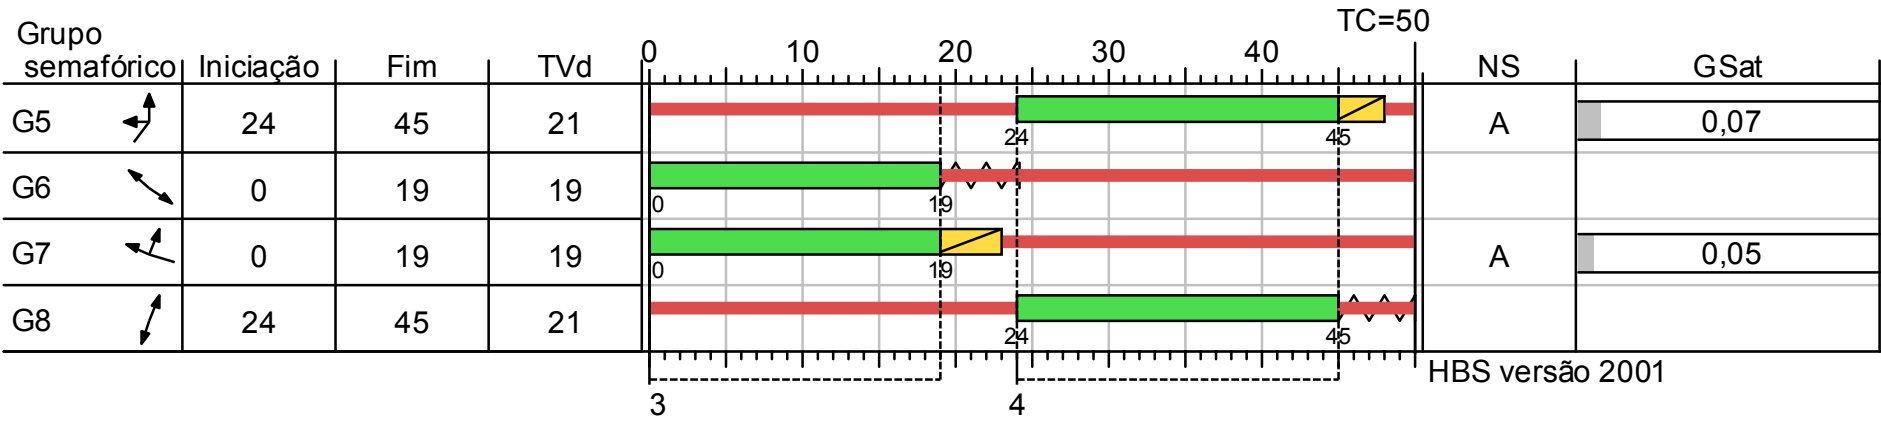 TC=50
Grupo
semafórico Iniciação Fim TVd 0 10 20 30 40 NS GSat
G5 24 45 21 A 0,07
24 45
G6 0 19 19
0 19
G7 0 19 19 A 0,05
0 19
G8 24 45 21
24 45
HBS versão 2001
3 4